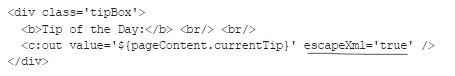 <div class='tipBox'>
<b>Tip of the Day:</b> <br/> <br/>
<c:out value='${pageContent.currentTip}' escapeXml='true' />
</div>